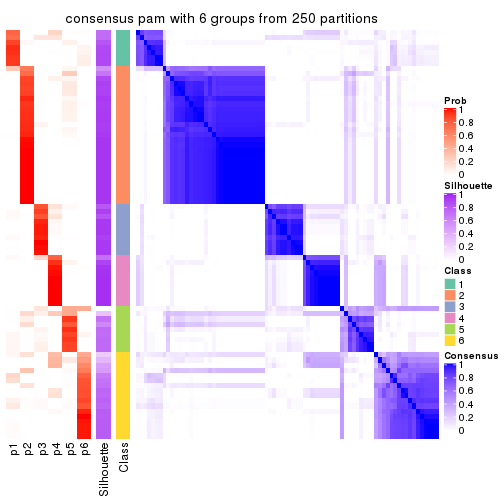 consensus pam with 6 groups from 250 partitions
Prob
1
0.8
0.6
0.4
0.2
0
Silhouette
1
0.8
0.6
0.4
0.2
0
Class
1
2
3
4
5
6
Consensus
1
0.8
0.6
0.4
0.2
0
p1
p2
p3
p4
p5
p6
Silhouette
Class